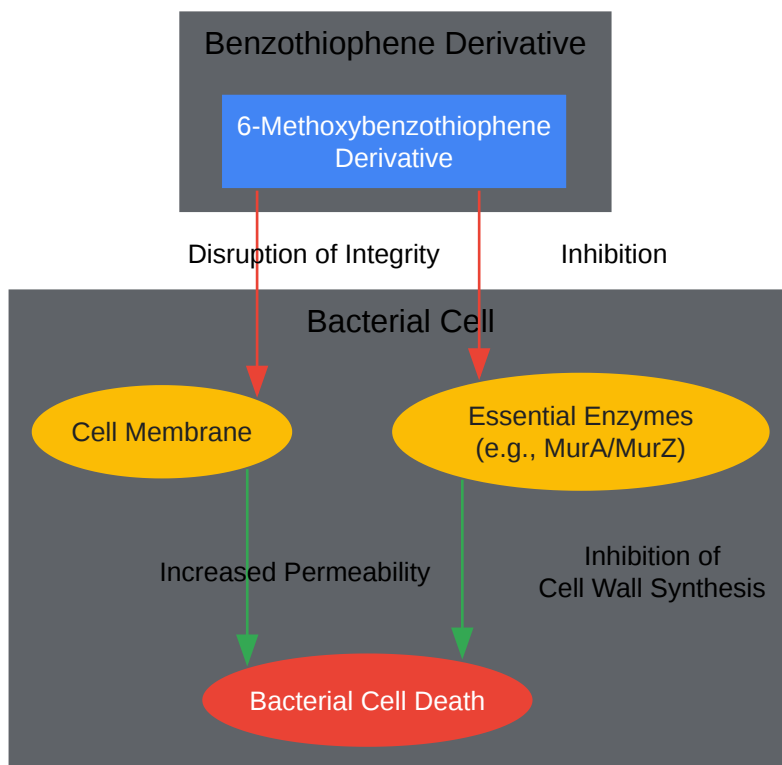 Benzothiophene Derivative
6-Methoxybenzothiophene
Derivative
Disruption of Integrity
Inhibition
Bacterial Cell
Cell Membrane
Essential Enzymes
(e.g., MurA/MurZ)
Increased Permeability
Inhibition of
Cell Wall Synthesis
Bacterial Cell Death